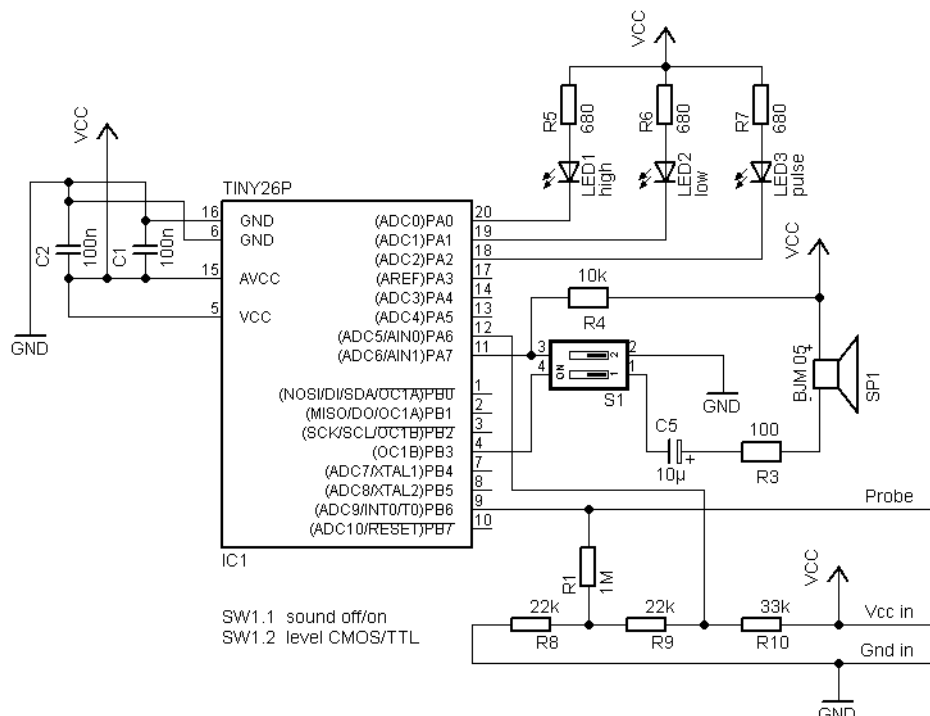 VCC
R5
680
R6
680
R7
680
LED1
high
LED2
low
LED3
pulse
VCC
TINY26P
C2
100n
C1
100n
GND
16
6
15
5
GND
GND
AVCC
VCC
(ADC0)PA0
(ADC1)PA1
(ADC2)PA2
(AREF)PA3
(ADC3)PA4
(ADC4)PA5
(ADC5/AIN0)PA6
(ADC6/AIN1)PA7
(NOSI/DI/SDA/OC1A)PB0
(MISO/DO/OC1A)PB1
(SCK/SCL/OC1B)PB2
(OC1B)PB3
(ADC7/XTAL1)PB4
(ADC8/XTAL2)PB5
(ADC9/INT0/T0)PB6
(ADC10/RESET)PB7
20
19
18
17
14
13
12
11
1
2
3
4
7
8
9
10
IC1
10k
R4
VCC
3
4
ON
2
1
2
1
S1
GND
BJM 05
+
-
SP1
C5
+
10µ
100
R3
Probe
R1
1M
VCC
22k
R8
22k
R9
33k
R10
Vcc in
Gnd in
GND
SW1.1 sound off/on
SW1.2 level CMOS/TTL